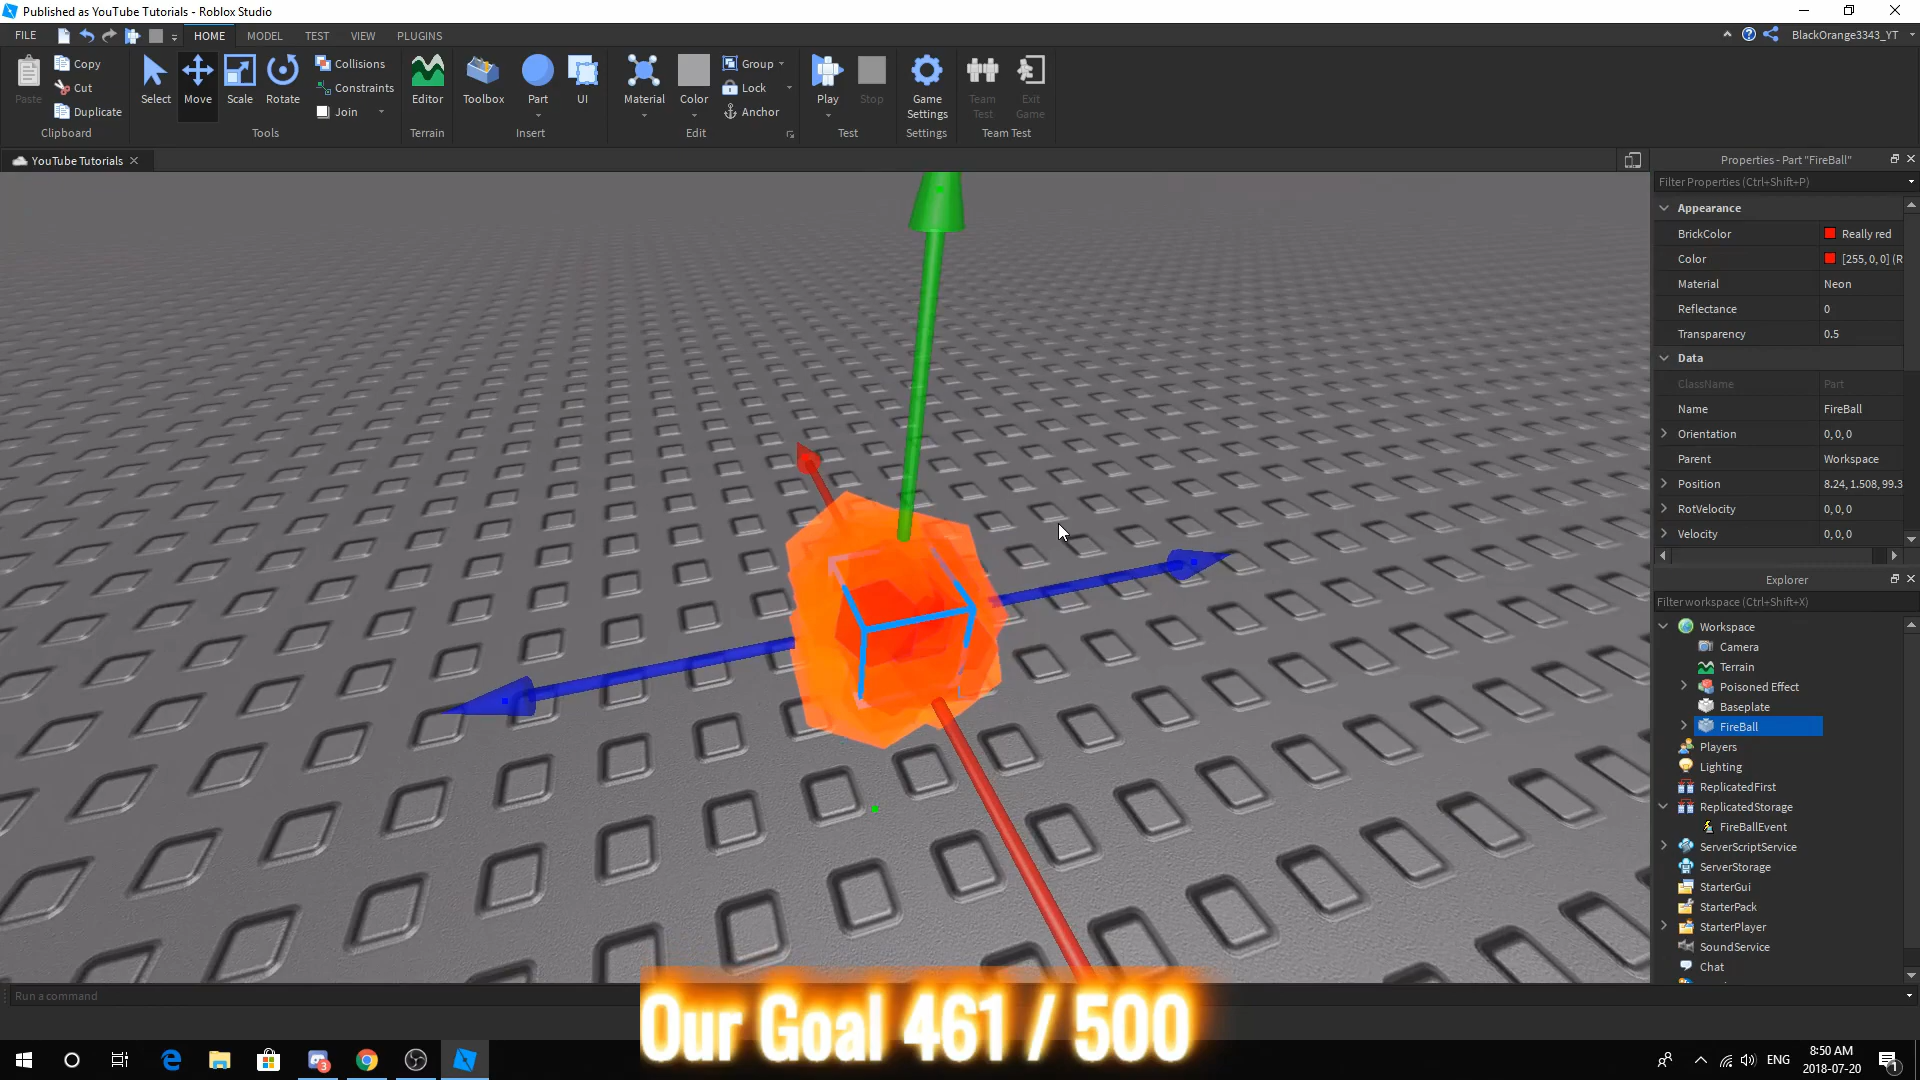 Published as YouTube Tutorials - Roblox Studio
FILE HOME MODEL TEST VIEW PLUGINS BlackOrange3343_YT
Paste Copy Cut Duplicate Clipboard
Select Move Scale Rotate Collisions Constraints Join Tools
Editor Terrain
Toolbox Part UI Insert
Material Color Group Lock Anchor Edit
Play Stop Test
Game Settings Settings
Team Test Exit Game Team Test
YouTube Tutorials
Properties - Part "FireBall"
Filter Properties (Ctrl+Shift+P)
Appearance
BrickColor Really red
Color [255, 0, 0] (R
Material Neon
Reflectance 0
Transparency 0.5
Data
ClassName Part
Name FireBall
Orientation 0, 0, 0
Parent Workspace
Position 8.24, 1.508, 99.3
RotVelocity 0, 0, 0
Velocity 0, 0, 0
Explorer
Filter workspace (Ctrl+Shift+X)
Workspace
Camera
Terrain
Poisoned Effect
Baseplate
FireBall
Players
Lighting
ReplicatedFirst
ReplicatedStorage
FireBallEvent
ServerScriptService
ServerStorage
StarterGui
StarterPack
StarterPlayer
SoundService
Chat
Run a command
Our Goal 461 / 500
ENG
8:50 AM
2018-07-20
3
1